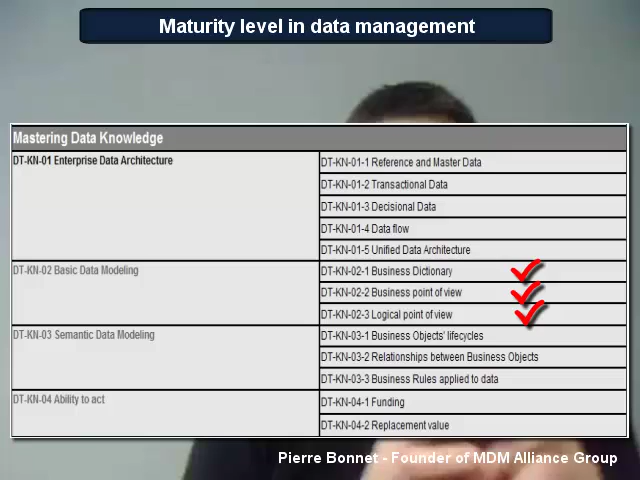 Maturity level in data management
Mastering Data Knowledge
DT-KN-01 Enterprise Data Architecture
DT-KN-01-1 Reference and Master Data
DT-KN-01-2 Transactional Data
DT-KN-01-3 Decisional Data
DT-KN-01-4 Data flow
DT-KN-01-5 Unified Data Architecture
DT-KN-02 Basic Data Modeling
DT-KN-02-1 Business Dictionary
DT-KN-02-2 Business point of view
DT-KN-02-3 Logical point of view
DT-KN-03 Semantic Data Modeling
DT-KN-03-1 Business Objects' lifecycles
DT-KN-03-2 Relationships between Business Objects
DT-KN-03-3 Business Rules applied to data
DT-KN-04 Ability to act
DT-KN-04-1 Funding
DT-KN-04-2 Replacement value
Pierre Bonnet - Founder of MDM Alliance Group